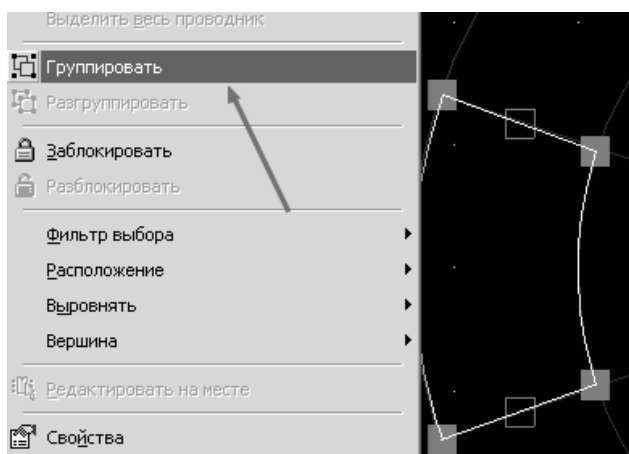 Выделить весь проводник
Группировать
Разгруппировать
Заблокировать
Разблокировать
Фильтр выбора
Расположение
Выровнять
Вершина
Редактировать на месте
Свойства